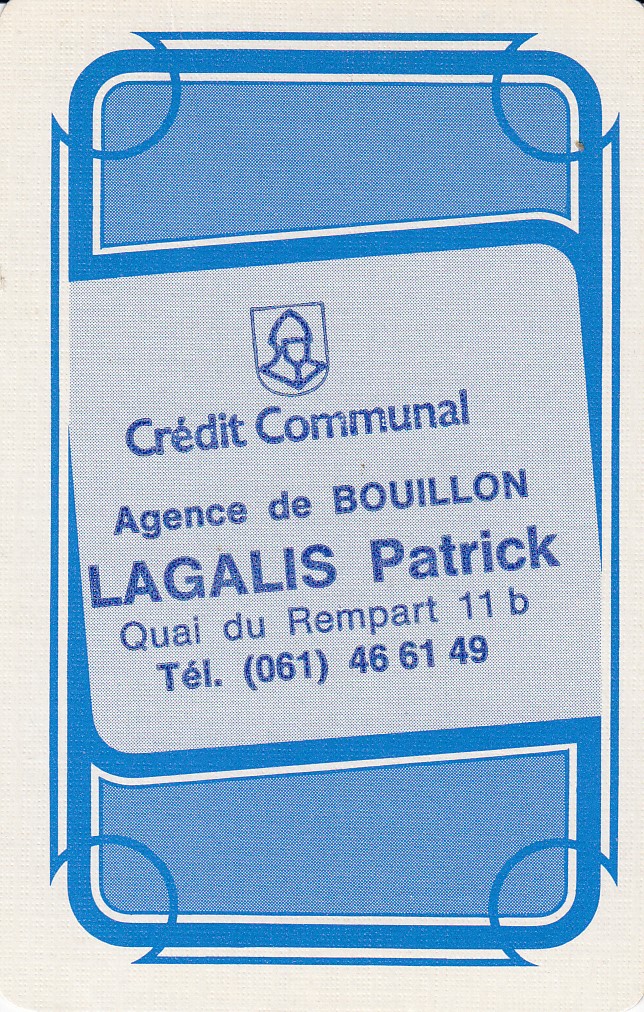 Crédit Communal
Agence de BOUILLON
LAGALIS Patrick
Quai du Rempart 11 b
Tél. (061) 46 61 49